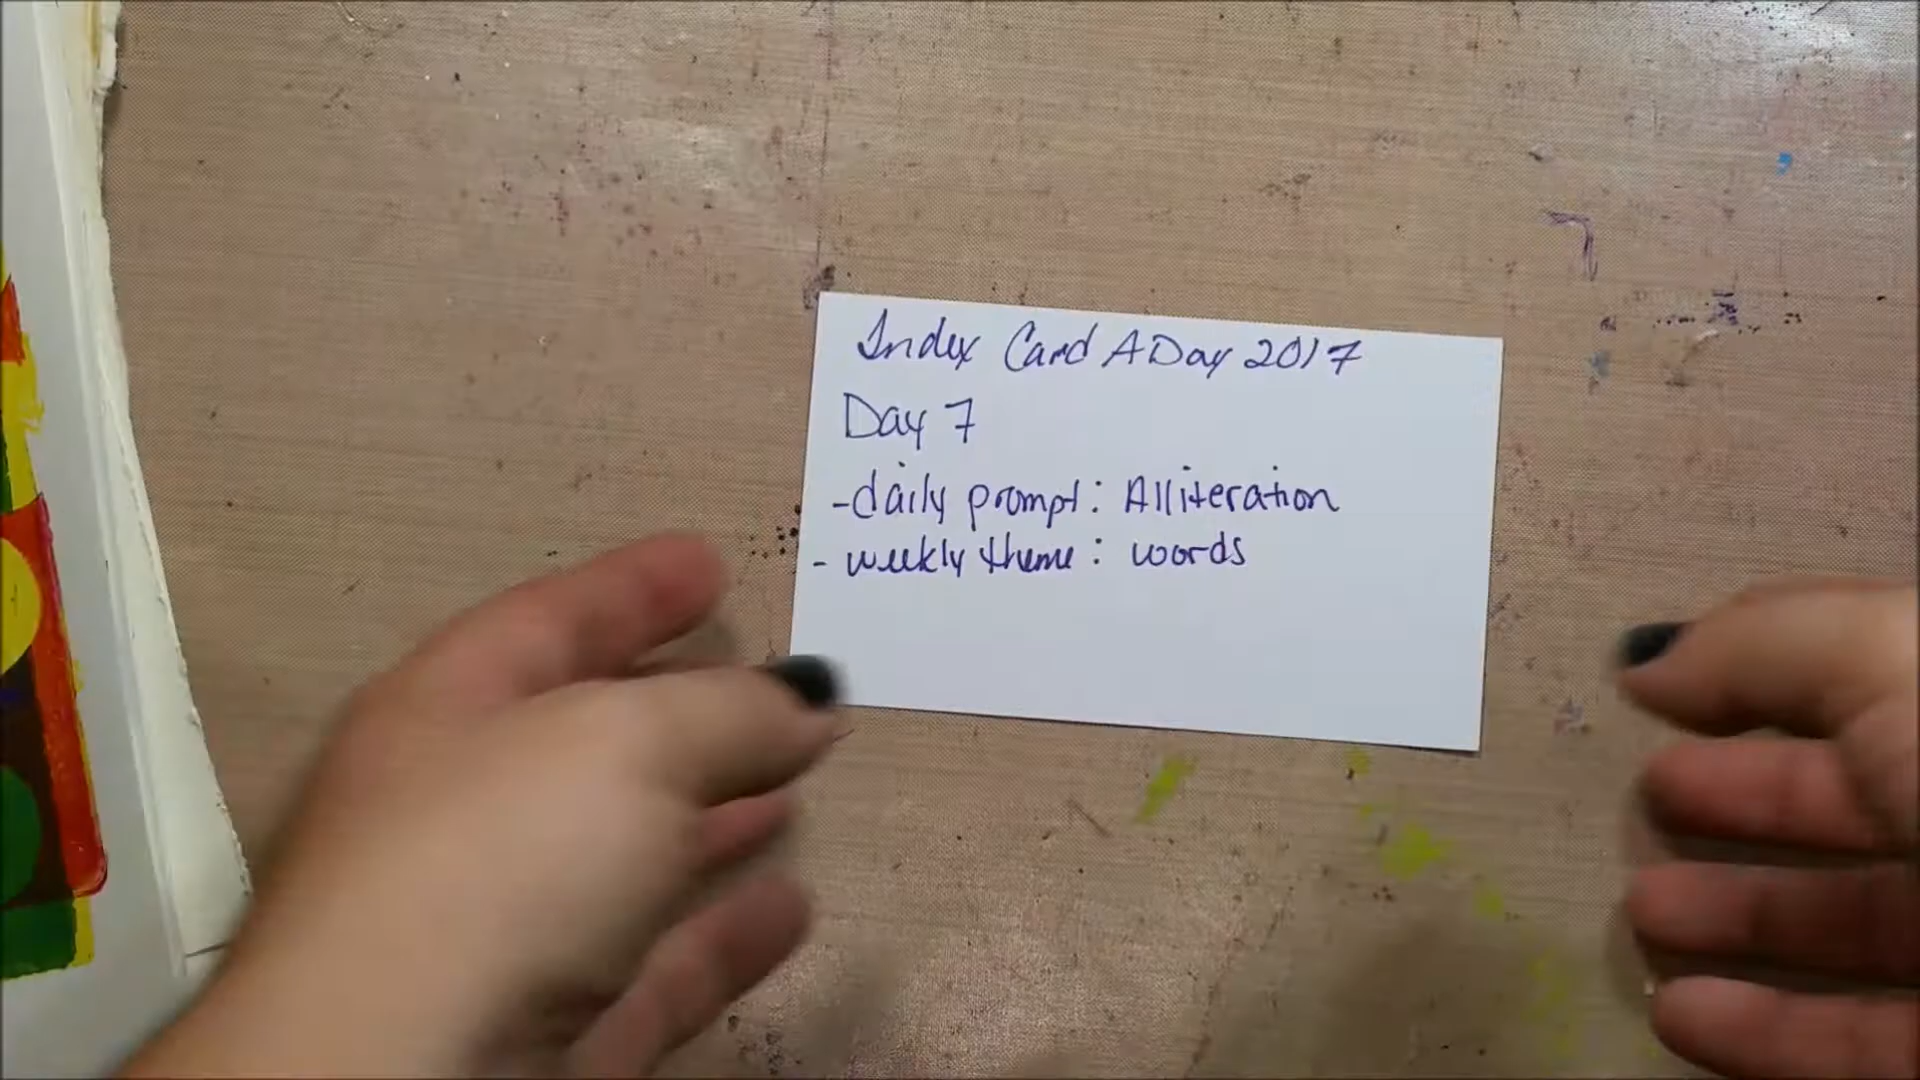 Index Card A Day 2017
Day 7
-daily prompt: Alliteration
- weekly theme: words